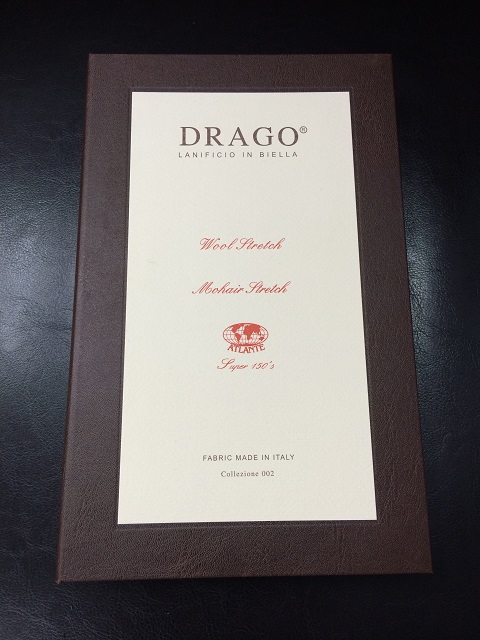 DRAGO®
LANIFICIO IN BIELLA
Wool Stretch
Mohair Stretch
ATLANTE
Super 150's
FABRIC MADE IN ITALY
Collezione 002